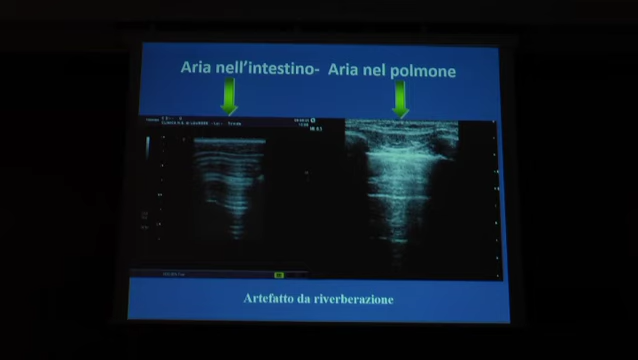 Aria nell'intestino- Aria nel polmone
Artefatto da riverberazione